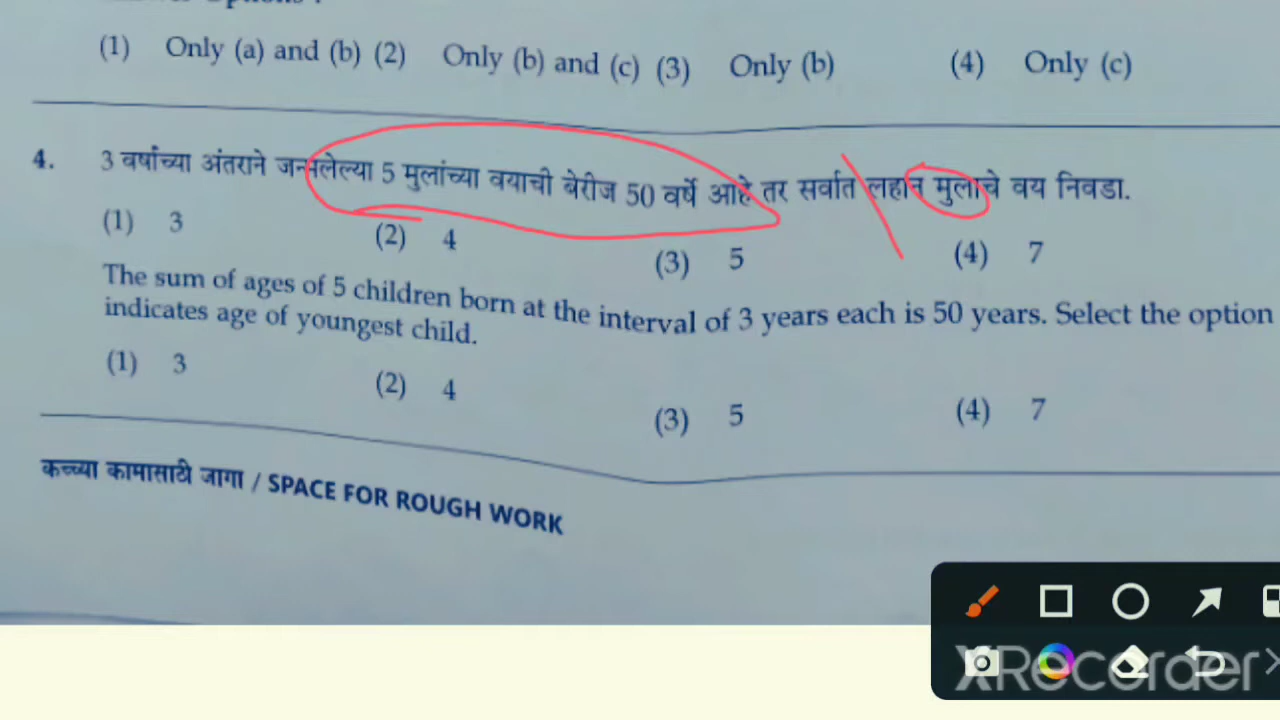 (1) Only (a) and (b) (2) Only (b) and (c) (3) Only (b) (4) Only (c)
4. 3 वर्षाच्या अंतराने जन्मलेल्या 5 मुलांच्या वयाची बेरीज 50 वर्षे आहे तर सर्वात लहान मुलाचे वय निवडा.
(1) 3 (2) 4 (3) 5 (4) 7
The sum of ages of 5 children born at the interval of 3 years each is 50 years. Select the option
indicates age of youngest child.
(1) 3 (2) 4 (3) 5 (4) 7
कच्च्या कामासाठी जागा / SPACE FOR ROUGH WORK
XRecorder